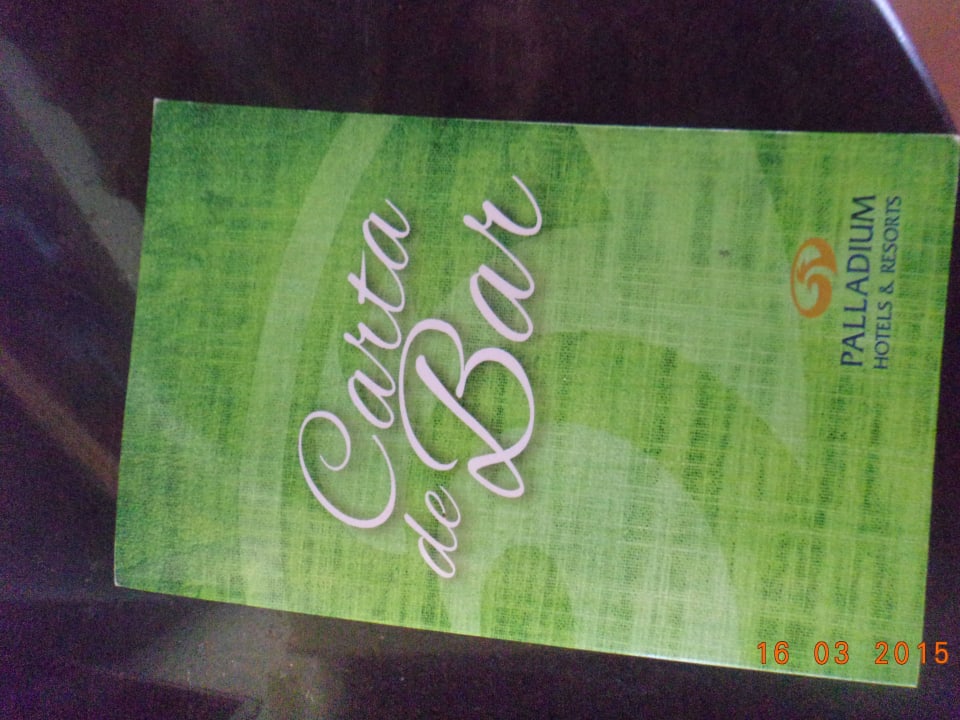 Carta
de Bar
PALLADIUM
HOTELS & RESORTS
16 03 2015